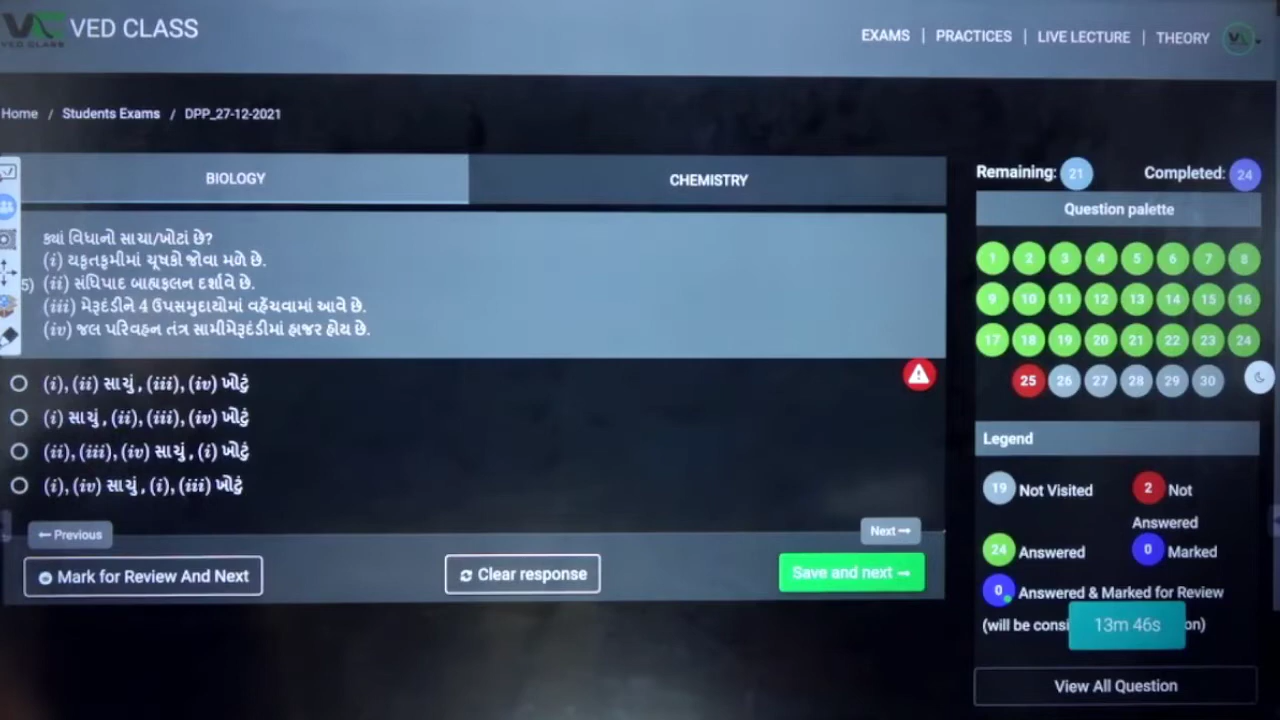 VED CLASS
VED CLASS
EXAMS | PRACTICES | LIVE LECTURE | THEORY
Home / Students Exams / DPP_27-12-2021
BIOLOGY
CHEMISTRY
ક્યાં વિધાનો સાચા/ખોટાં છે?
(i) યકૃતકૃમીમાં ચૂષકો જોવા મળે છે.
5) (ii) સંધિપાદ બાહ્યફલન દર્શાવે છે.
(iii) મેરૂદંડીને 4 ઉપસમુદાયોમાં વહેંચવામાં આવે છે.
(iv) જલ પરિવહન તંત્ર સામીમેરૂદંડીમાં હાજર હોય છે.
(i), (ii) સાચું , (iii), (iv) ખોટું
(i) સાચું , (ii), (iii), (iv) ખોટું
(ii), (iii), (iv) સાચું , (i) ખોટું
(i), (iv) સાચું , (i), (iii) ખોટું
← Previous
Next →
Mark for Review And Next
Clear response
Save and next →
Remaining: 21
Completed: 24
Question palette
1 2 3 4 5 6 7 8
9 10 11 12 13 14 15 16
17 18 19 20 21 22 23 24
25 26 27 28 29 30
Legend
19 Not Visited
2 Not Answered
24 Answered
0 Marked
0 Answered & Marked for Review
(will be consi
on)
13m 46s
View All Question